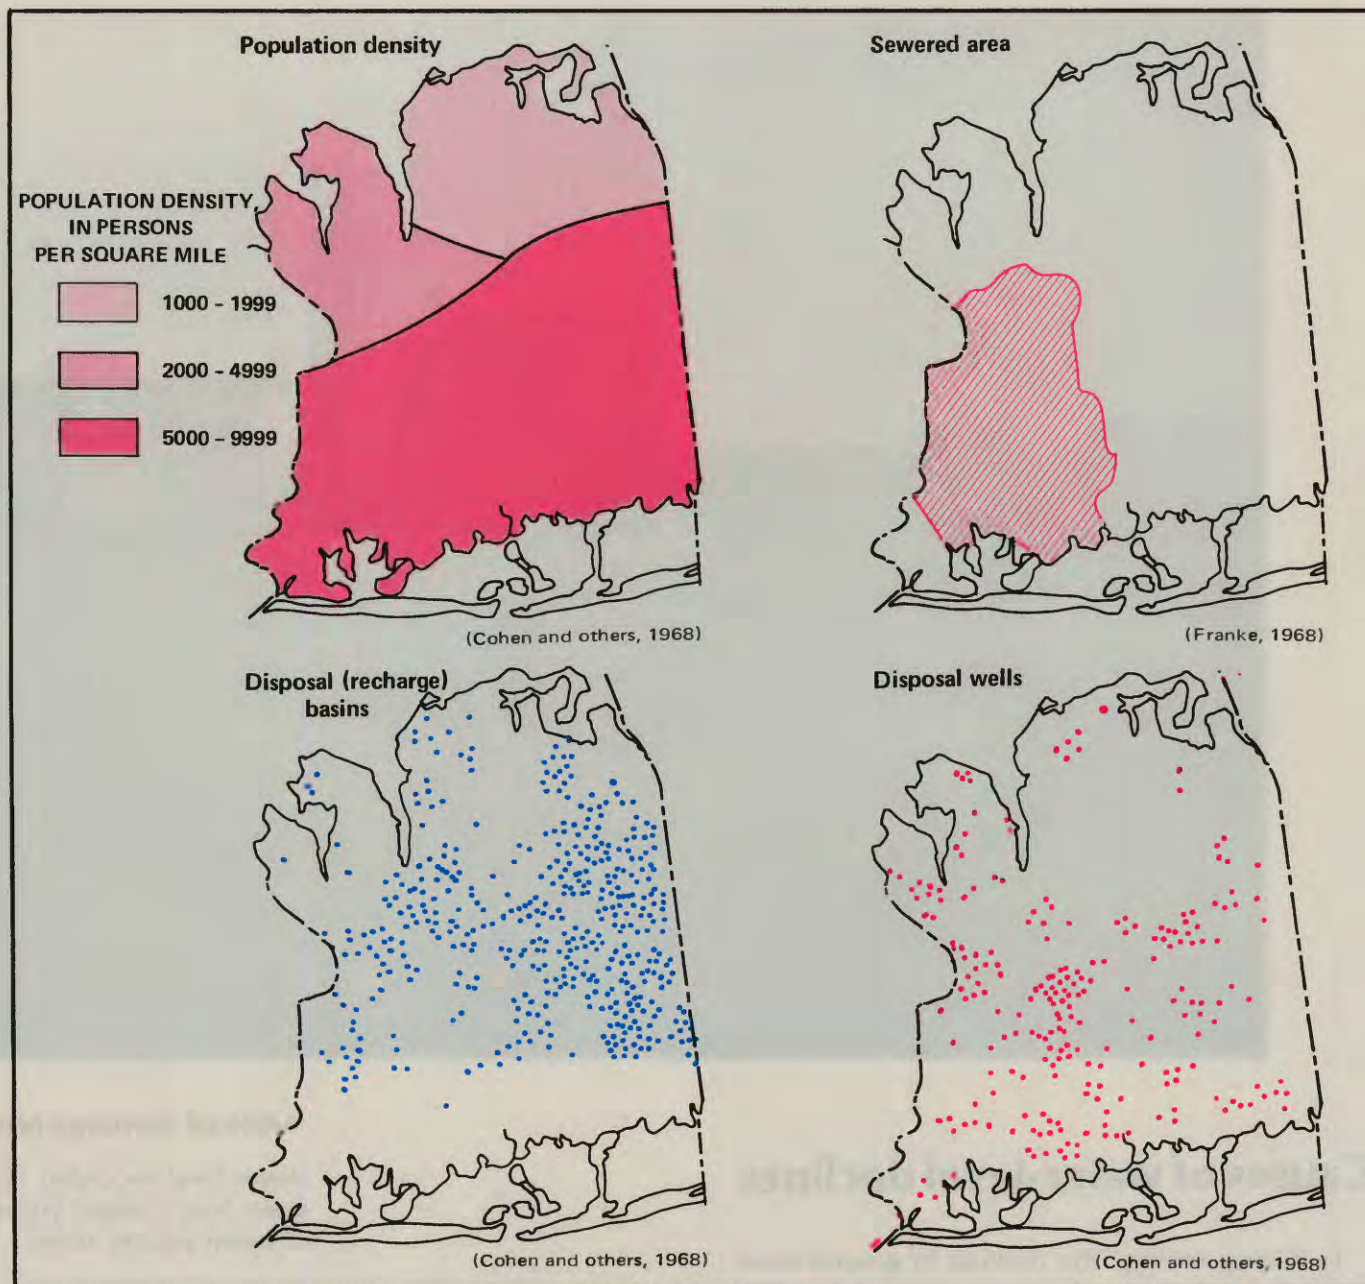 Population density
Sewered area
POPULATION DENSITY,
IN PERSONS
PER SQUARE MILE
1000 - 1999
2000 - 4999
5000 - 9999
(Cohen and others, 1968)
(Franke, 1968)
Disposal (recharge)
basins
Disposal wells
(Cohen and others, 1968)
(Cohen and others, 1968)